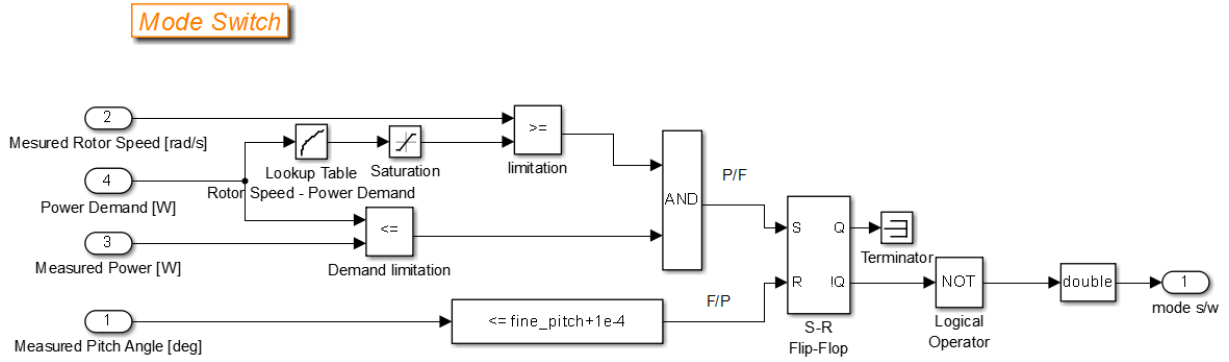 Mode Switch
2
Mesured Rotor Speed [rad/s]
>=
limitation
Lookup Table
Rotor Speed - Power Demand
Saturation
4
Power Demand [W]
<=
Demand limitation
3
Measured Power [W]
AND
P/F
1
Measured Pitch Angle [deg]
<= fine_pitch+1e-4
F/P
S
Q
R
!Q
S-R
Flip-Flop
Terminator
NOT
Logical
Operator
double
1
mode s/w